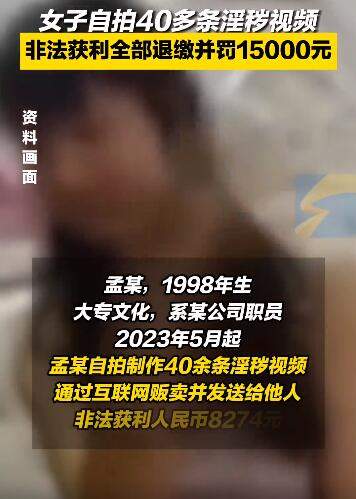 女子自拍40多条淫秽视频
非法获利全部退缴并罚15000元
资料画面
孟某，1998年生
大专文化，系某公司职员
2023年5月起
孟某自拍制作40余条淫秽视频
通过互联网贩卖并发送给他人
非法获利人民币8274元